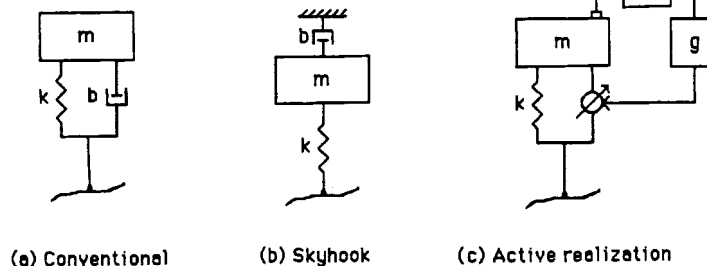 m
k
b
b
m
k
m
k
g
(a) Conventional
(b) Skyhook
(c) Active realization